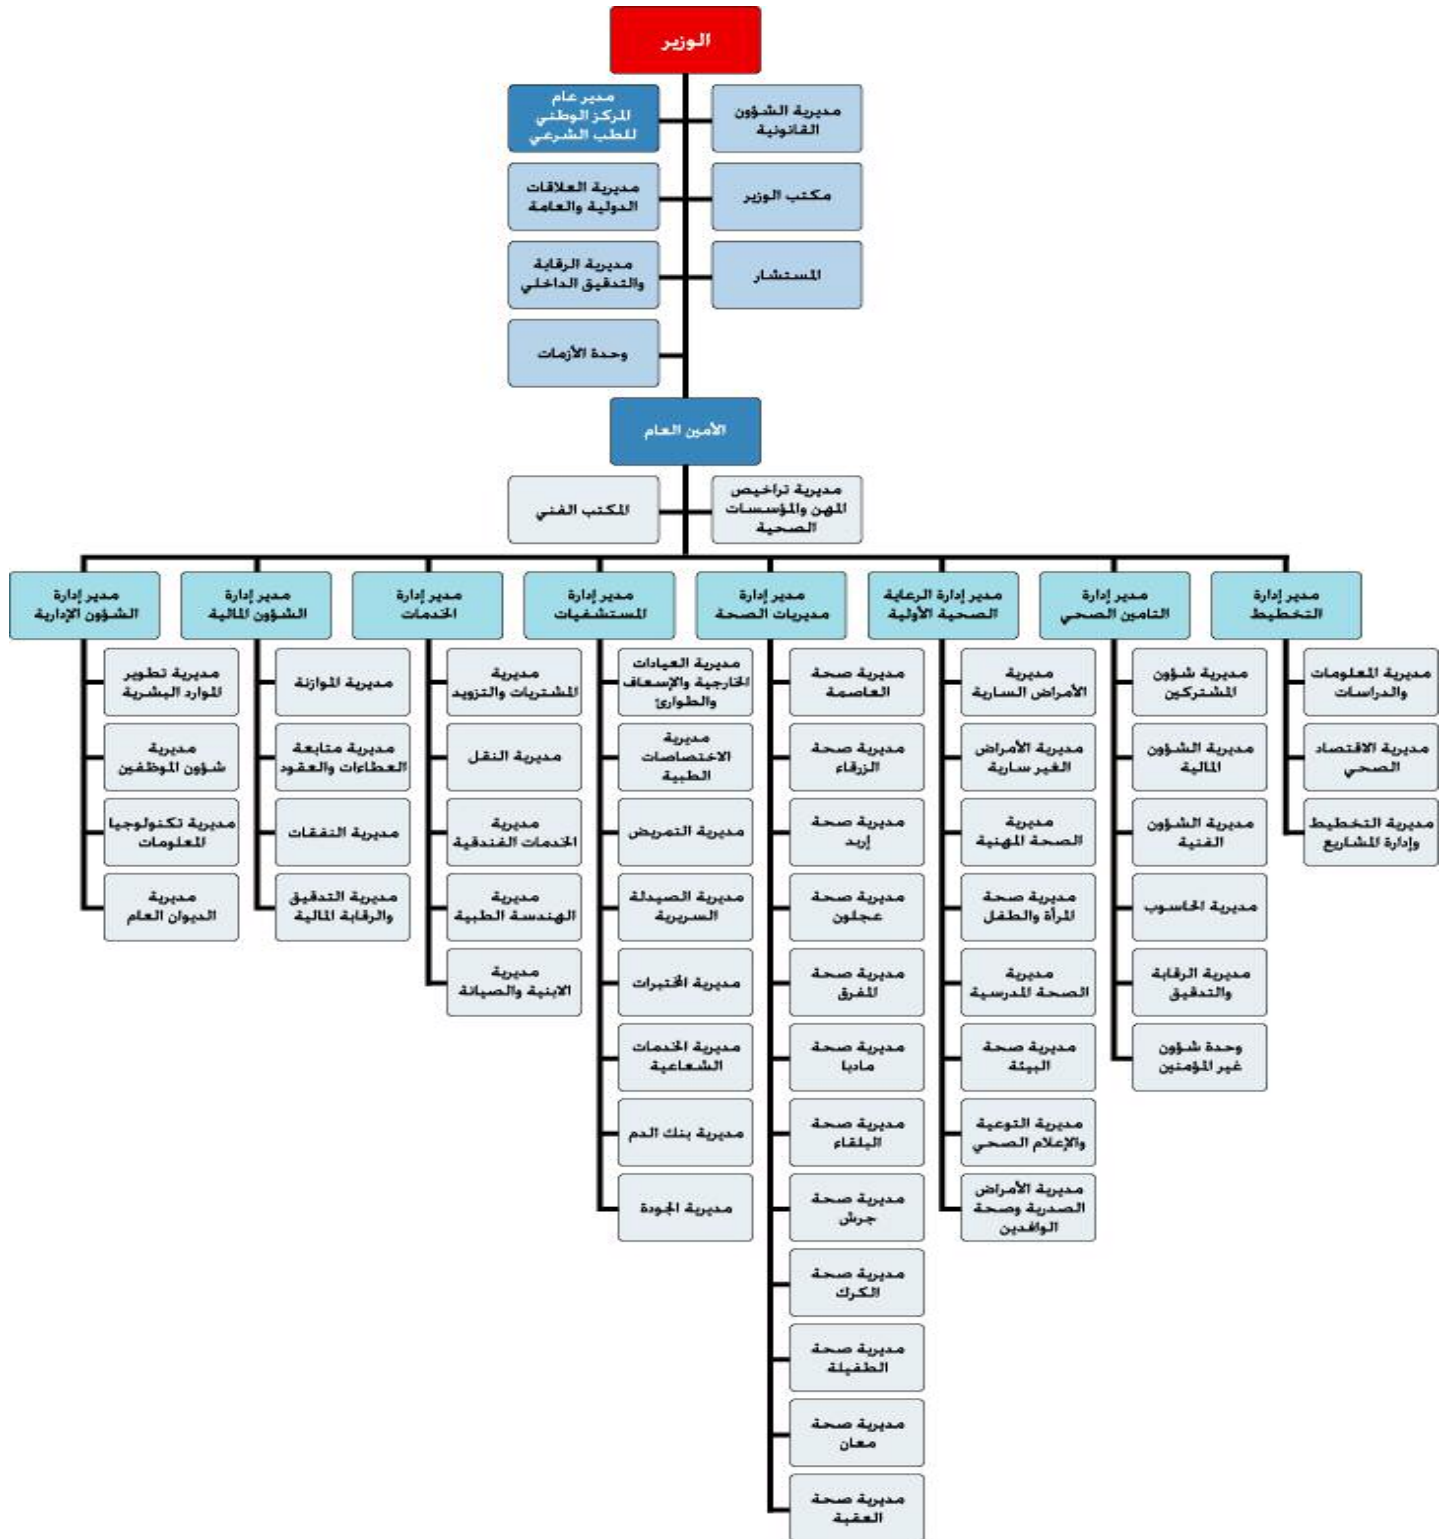 الوزير
مديرية الشؤون
القانونية
مدير عام
المركز الوطني
للطب الشرعي
مكتب الوزير
مديرية العلاقات
الدولية والعامة
المستشار
مديرية الرقابة
والتدقيق الداخلي
وحدة الأزمات
الأمين العام
مديرية تراخيص
المهن والمؤسسات
الصحية
المكتب الفني
مدير إدارة
التخطيط
مديرية المعلومات
والدراسات
مديرية الاقتصاد
الصحي
مديرية التخطيط
وإدارة المشاريع
مدير إدارة
التامين الصحي
مديرية شؤون
المشتركين
مديرية الشؤون
المالية
مديرية الشؤون
الفنية
مديرية الحاسوب
مديرية الرقابة
والتدقيق
وحدة شؤون
غير المؤمنين
مدير إدارة الرعاية
الصحية الأولية
مديرية
الأمراض السارية
مديرية الأمراض
الغير سارية
مديرية
الصحة المهنية
مديرية صحة
المرأة والطفل
مديرية
الصحة المدرسية
مديرية صحة
البيئة
مديرية التوعية
والإعلام الصحي
مديرية الأمراض
الصدرية وصحة
الوافدين
مدير إدارة
مديريات الصحة
مديرية صحة
العاصمة
مديرية صحة
الزرقاء
مديرية صحة
إربد
مديرية صحة
عجلون
مديرية صحة
المفرق
مديرية صحة
مادبا
مديرية صحة
البلقاء
مديرية صحة
جرش
مديرية صحة
الكرك
مديرية صحة
الطفيلة
مديرية صحة
معان
مديرية صحة
العقبة
مدير إدارة
المستشفيات
مديرية العيادات
الخارجية والإسعاف
والطوارئ
مديرية
الاختصاصات
الطبية
مديرية التمريض
مديرية الصيدلة
السريرية
مديرية المختبرات
مديرية الخدمات
الشعاعية
مديرية بنك الدم
مديرية الجودة
مدير إدارة
الخدمات
مديرية
المشتريات والتزويد
مديرية النقل
مديرية
الخدمات الفندقية
مديرية
الهندسة الطبية
مديرية
الابنية والصيانة
مدير إدارة
الشؤون المالية
مديرية الموازنة
مديرية متابعة
العطاءات والعقود
مديرية النفقات
مديرية التدقيق
والرقابة المالية
مدير إدارة
الشؤون الإدارية
مديرية تطوير
الموارد البشرية
مديرية
شؤون الموظفين
مديرية تكنولوجيا
المعلومات
مديرية
الديوان العام